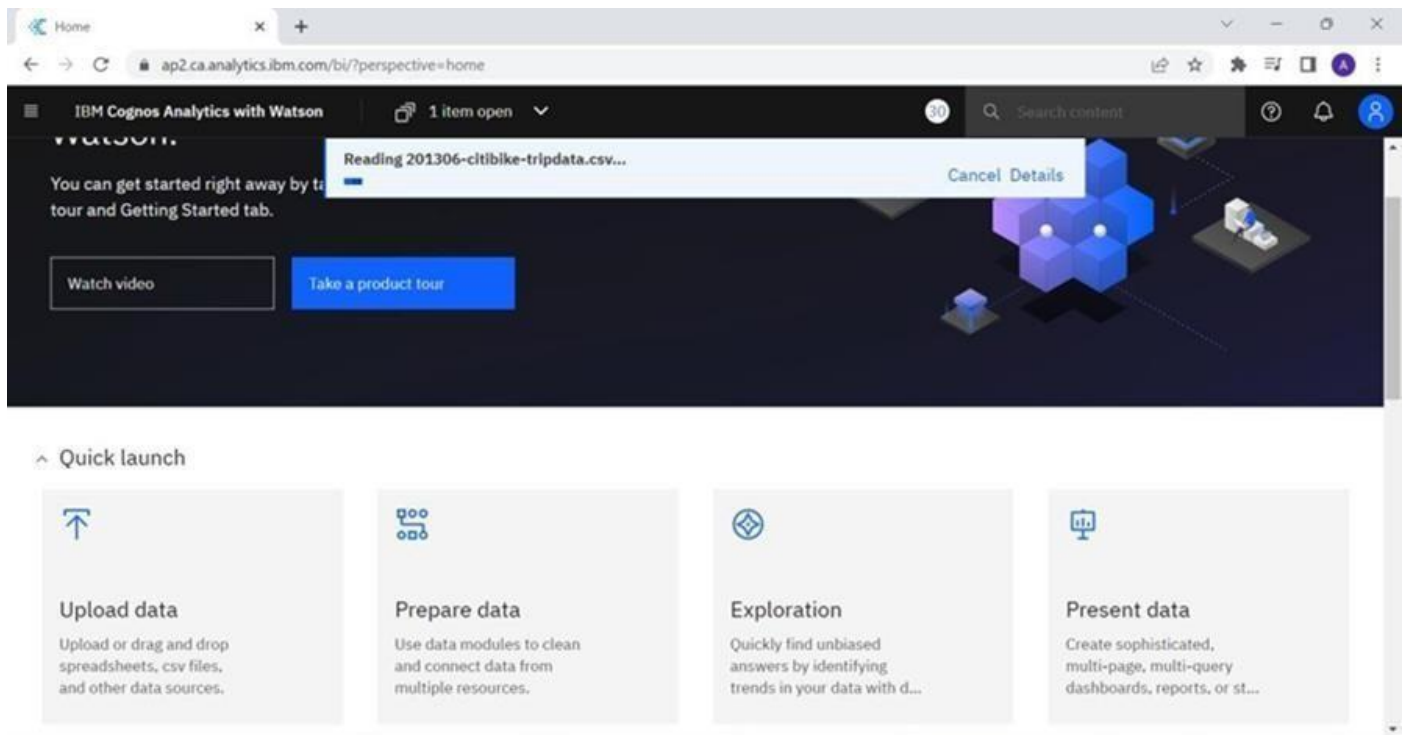 Home
ap2.ca.analytics.ibm.com/bi/?perspective=home
A
IBM Cognos Analytics with Watson
1 item open
30
Search content
Watson.
Reading 201306-citibike-tripdata.csv...
Cancel Details
You can get started right away by ta
tour and Getting Started tab.
Watch video
Take a product tour
Quick launch
Upload data
Upload or drag and drop
spreadsheets, csv files,
and other data sources.
Prepare data
Use data modules to clean
and connect data from
multiple resources.
Exploration
Quickly find unbiased
answers by identifying
trends in your data with d...
Present data
Create sophisticated,
multi-page, multi-query
dashboards, reports, or st...